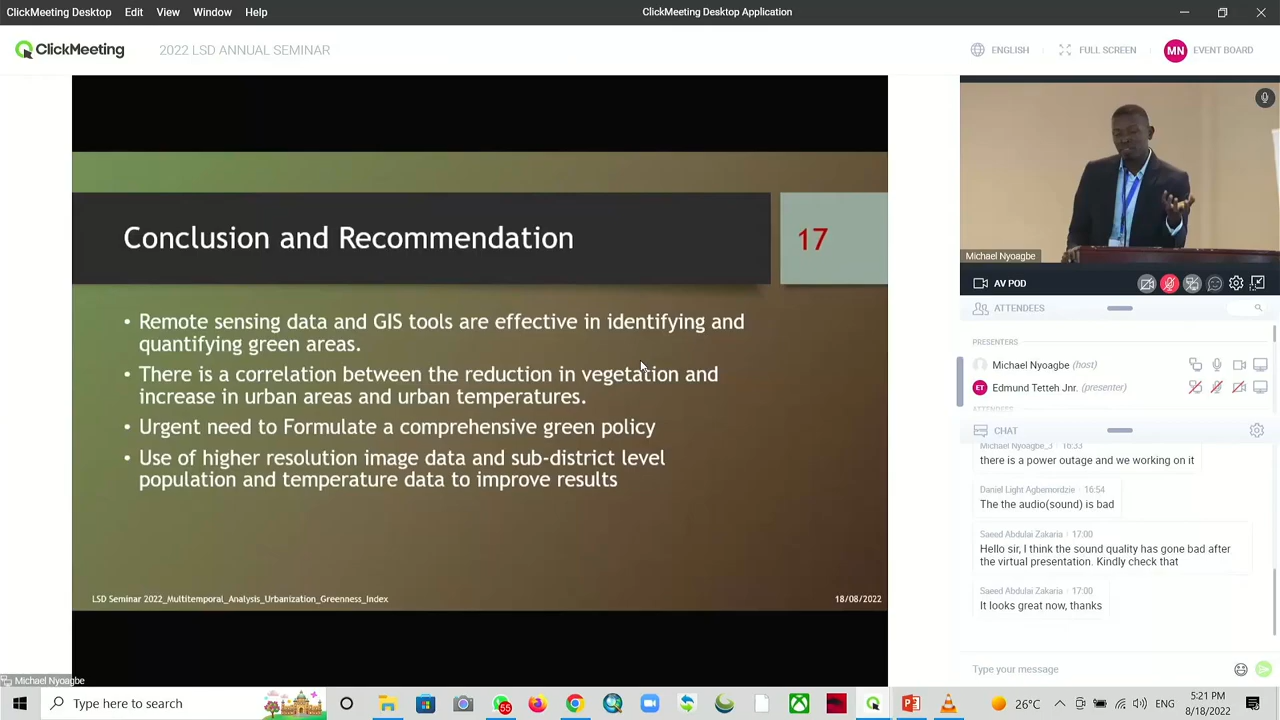 ClickMeeting Desktop Edit View Window Help
ClickMeeting Desktop Application
ClickMeeting
2022 LSD ANNUAL SEMINAR
ENGLISH
FULL SCREEN
MN
EVENT BOARD
Conclusion and Recommendation
17
• Remote sensing data and GIS tools are effective in identifying and
quantifying green areas.
• There is a correlation between the reduction in vegetation and
increase in urban areas and urban temperatures.
• Urgent need to Formulate a comprehensive green policy
• Use of higher resolution image data and sub-district level
population and temperature data to improve results
LSD Seminar 2022_Multitemporal_Analysis_Urbanization_Greenness_Index
18/08/2022
Michael Nyoagbe
Michael Nyoagbe
AV POD
ATTENDEES
PRESENTERS
Michael Nyoagbe (host)
ET Edmund Tetteh Jnr. (presenter)
ATTENDEES
CHAT
Michael Nyoagbe_3 16:33
there is a power outage and we working on it
Daniel Light Agbemordzie 16:54
The the audio(sound) is bad
Saeed Abdulai Zakaria 17:00
Hello sir, I think the sound quality has gone bad after
the virtual presentation. Kindly check that
Saeed Abdulai Zakaria 17:00
It looks great now, thanks
Type your message
Type here to search
55
26°C
ENG
5:21 PM
8/18/2022